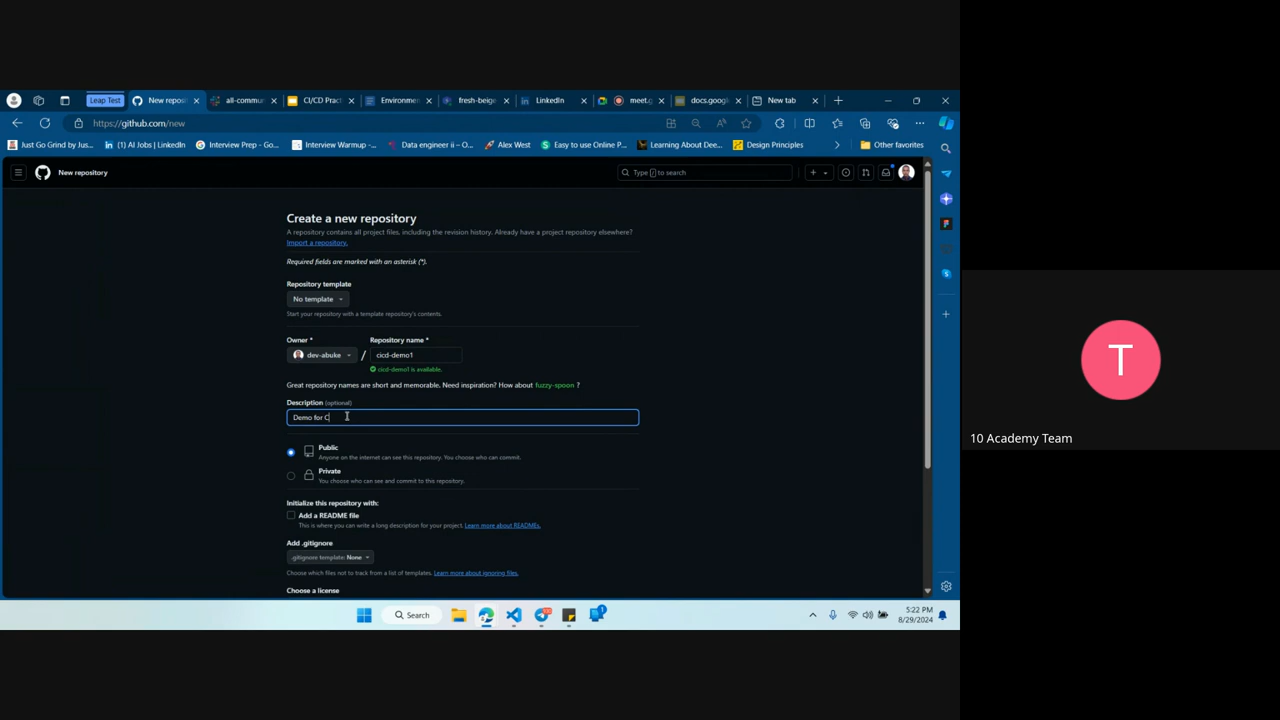 Leap Test
New repos
all-commu
CI/CD Pract
Environmen
fresh-beige
LinkedIn
meet.g
docs.googl
New tab
https://github.com/new
Just Go Grind by Jus...
(1) AI Jobs | LinkedIn
Interview Prep - Go...
Interview Warmup -...
Data engineer ii – O...
Alex West
Easy to use Online P...
Learning About Dee...
Design Principles
Other favorites
New repository
Type / to search
Create a new repository
A repository contains all project files, including the revision history. Already have a project repository elsewhere?
Import a repository.
Required fields are marked with an asterisk (*).
Repository template
No template
Start your repository with a template repository's contents.
Owner * Repository name *
dev-abuke / cicd-demo1
cicd-demo1 is available.
Great repository names are short and memorable. Need inspiration? How about fuzzy-spoon ?
Description (optional)
Demo for C
Public
Anyone on the internet can see this repository. You choose who can commit.
Private
You choose who can see and commit to this repository.
Initialize this repository with:
Add a README file
This is where you can write a long description for your project. Learn more about READMEs.
Add .gitignore
.gitignore template: None
Choose which files not to track from a list of templates. Learn more about ignoring files.
Choose a license
T
10 Academy Team
Search
5:22 PM
8/29/2024